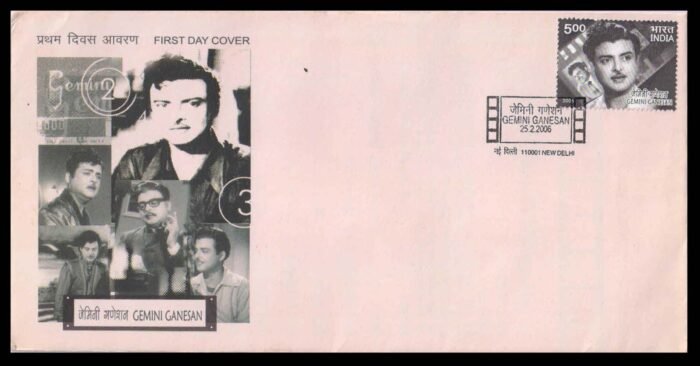 प्रथम दिवस आवरण FIRST DAY COVER
5.00 भारत
INDIA
जेमिनी गणेशन
GEMINI GANESAN
जेमिनी गणेशन
GEMINI GANESAN
25.2.2006
नई दिल्ली 110001 NEW DELHI
Gemini
2
3
जेमिनी गणेशन GEMINI GANESAN